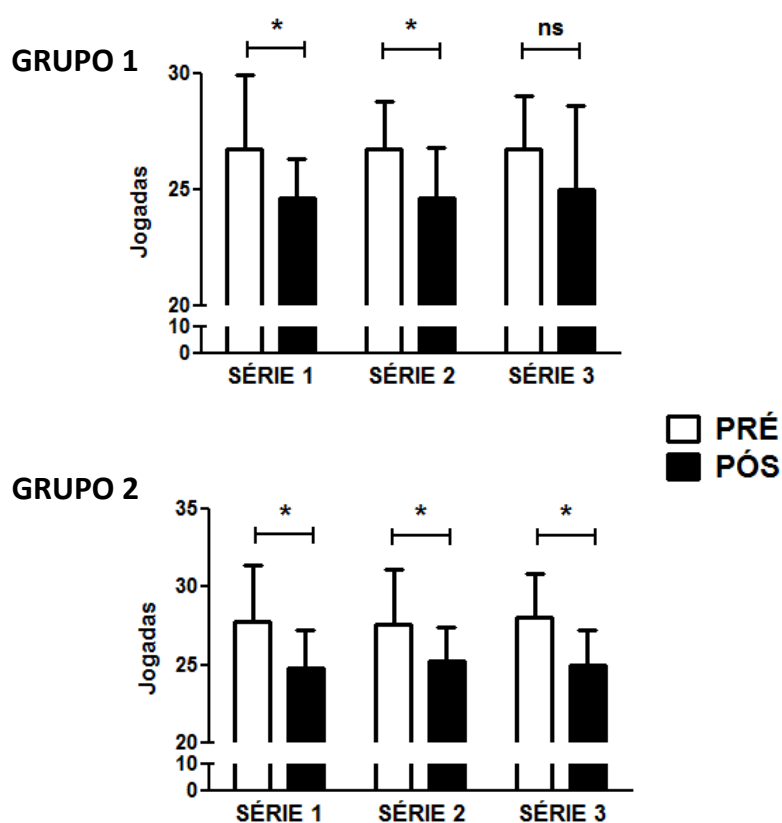 GRUPO 1
* * ns
30
25
20
10
0
Jogadas
SÉRIE 1 SÉRIE 2 SÉRIE 3
PRÉ
PÓS
GRUPO 2
* * *
35
30
25
20
10
0
Jogadas
SÉRIE 1 SÉRIE 2 SÉRIE 3